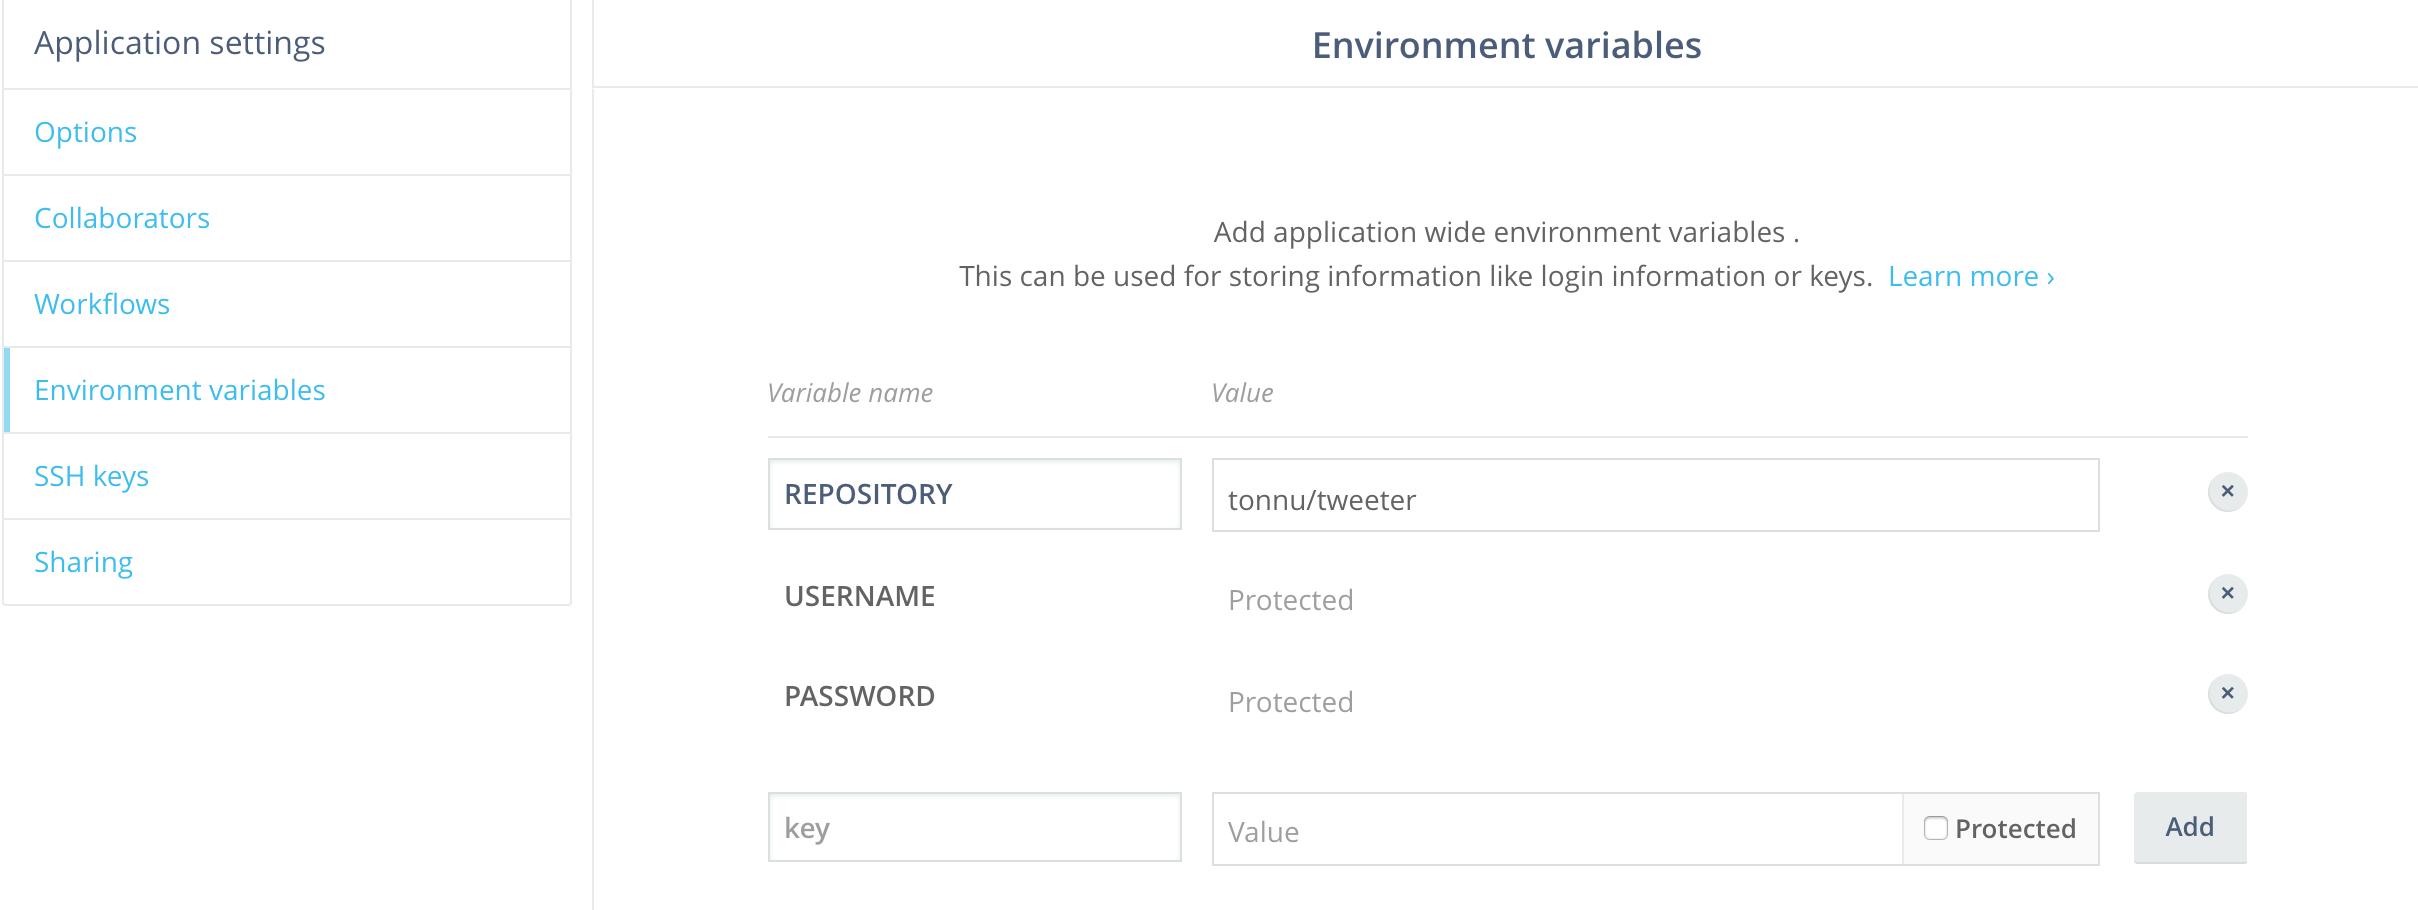 Application settings
Options
Collaborators
Workflows
Environment variables
SSH keys
Sharing
Environment variables
Add application wide environment variables .
This can be used for storing information like login information or keys. Learn more ›
Variable name Value
REPOSITORY tonnu/tweeter ×
USERNAME Protected ×
PASSWORD Protected ×
key Value Protected Add